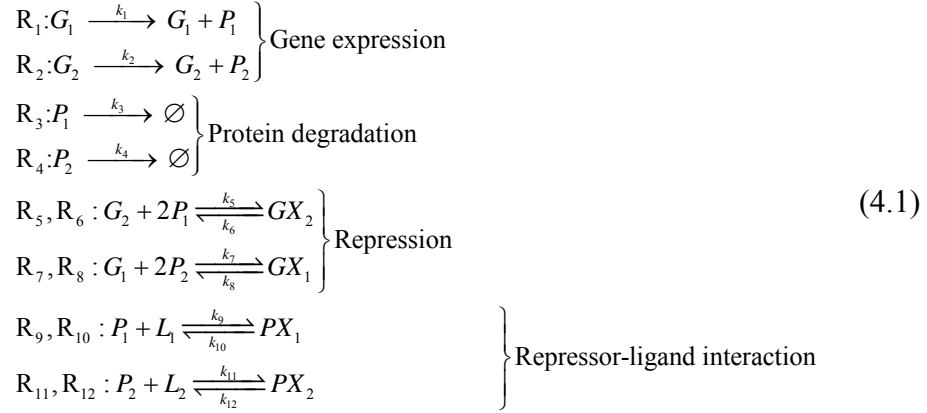 R₁:G₁ —k₁→ G₁ + P₁
R₂:G₂ —k₂→ G₂ + P₂
} Gene expression
R₃:P₁ —k₃→ ∅
R₄:P₂ —k₄→ ∅
} Protein degradation
R₅, R₆ : G₂ + 2P₁ ⇌ GX₂ k₅ k₆
R₇, R₈ : G₁ + 2P₂ ⇌ GX₁ k₇ k₈
} Repression
(4.1)
R₉, R₁₀ : P₁ + L₁ ⇌ PX₁ k₉ k₁₀
R₁₁, R₁₂ : P₂ + L₂ ⇌ PX₂ k₁₁ k₁₂
} Repressor-ligand interaction